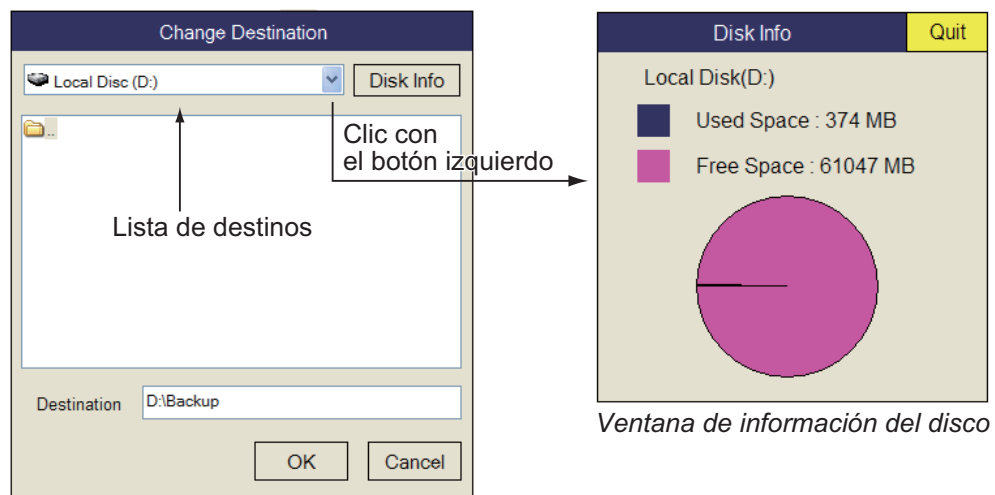 Change Destination
Local Disc (D:)
Disk Info
..
Clic con
el botón izquierdo
Lista de destinos
Destination
D:\Backup
OK
Cancel
Disk Info
Quit
Local Disk(D:)
Used Space : 374 MB
Free Space : 61047 MB
Ventana de información del disco